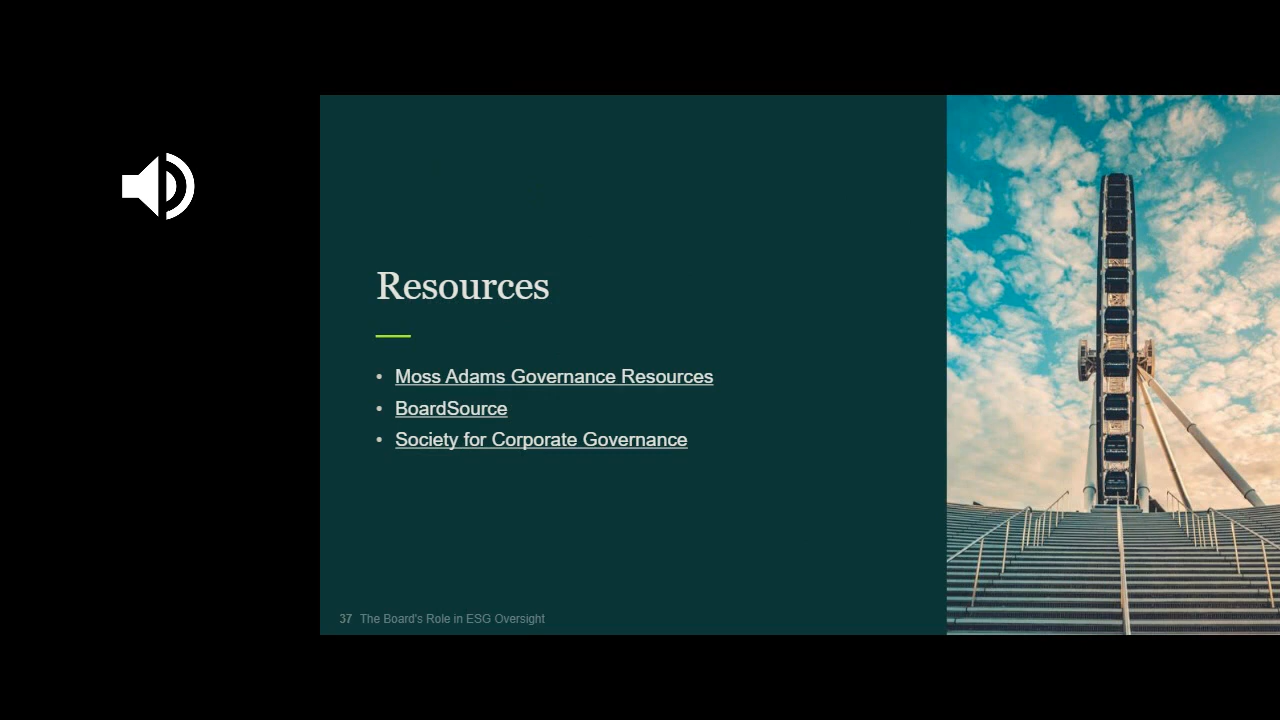 Resources
• Moss Adams Governance Resources
• BoardSource
• Society for Corporate Governance
37 The Board's Role in ESG Oversight